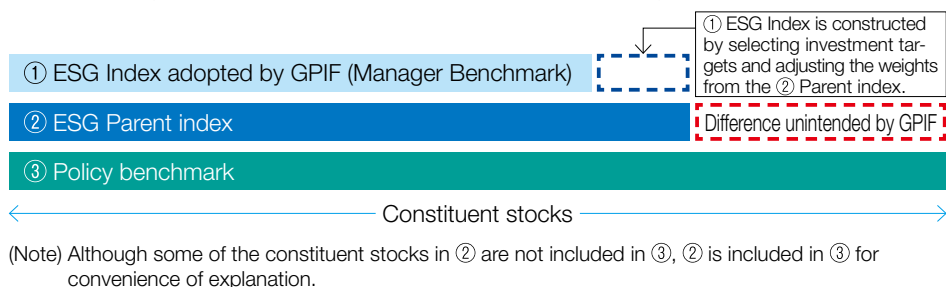 ① ESG Index is constructed
by selecting investment tar-
gets and adjusting the weights
from the ② Parent index.
① ESG Index adopted by GPIF (Manager Benchmark)
② ESG Parent index
Difference unintended by GPIF
③ Policy benchmark
Constituent stocks
(Note) Although some of the constituent stocks in ② are not included in ③, ② is included in ③ for
convenience of explanation.